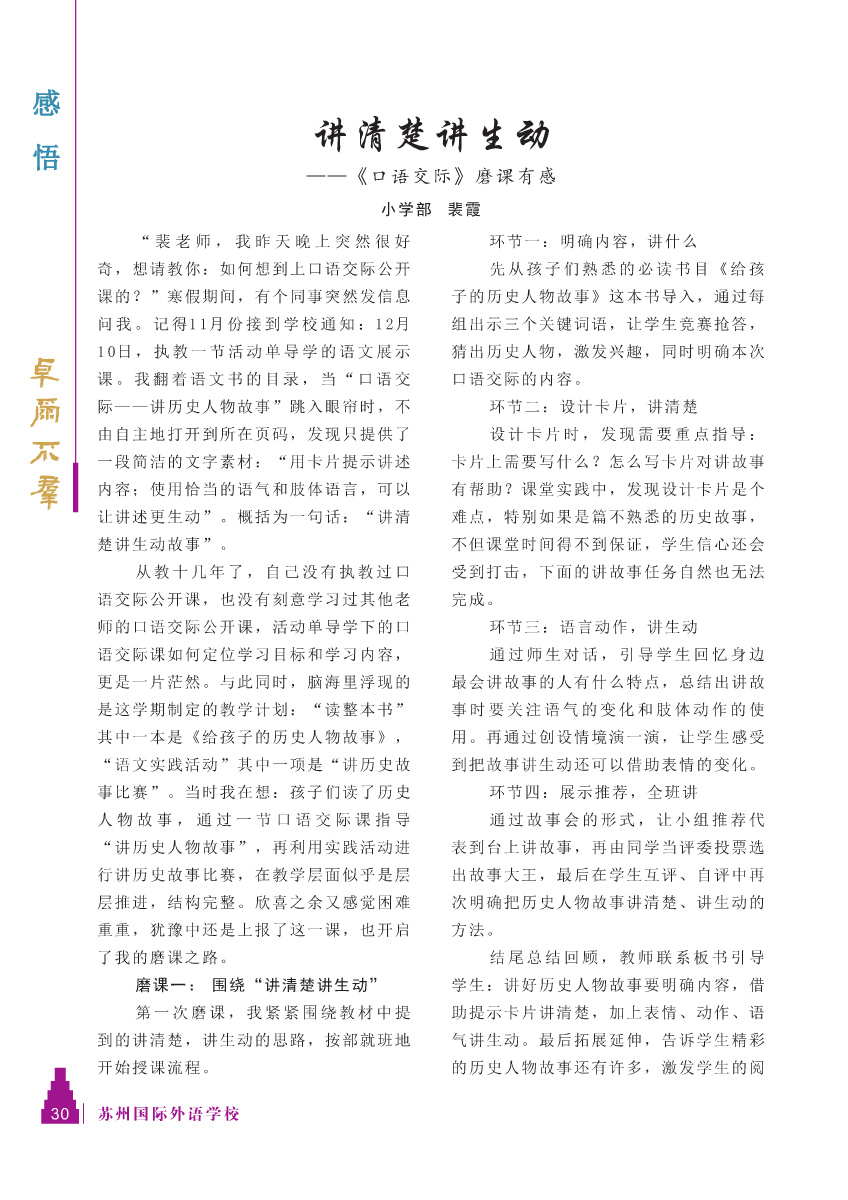 感
悟
卓
尔
不
群
讲清楚讲生动
——《口语交际》磨课有感
小学部　裴霞
“裴老师，我昨天晚上突然很好
奇，想请教你：如何想到上口语交际公开
课的？”寒假期间，有个同事突然发信息
问我。记得11月份接到学校通知：12月
10日，执教一节活动单导学的语文展示
课。我翻着语文书的目录，当“口语交
际——讲历史人物故事”跳入眼帘时，不
由自主地打开到所在页码，发现只提供了
一段简洁的文字素材：“用卡片提示讲述
内容；使用恰当的语气和肢体语言，可以
让讲述更生动”。概括为一句话：“讲清
楚讲生动故事”。
从教十几年了，自己没有执教过口
语交际公开课，也没有刻意学习过其他老
师的口语交际公开课，活动单导学下的口
语交际课如何定位学习目标和学习内容，
更是一片茫然。与此同时，脑海里浮现的
是这学期制定的教学计划：“读整本书”
其中一本是《给孩子的历史人物故事》，
“语文实践活动”其中一项是“讲历史故
事比赛”。当时我在想：孩子们读了历史
人物故事，通过一节口语交际课指导
“讲历史人物故事”，再利用实践活动进
行讲历史故事比赛，在教学层面似乎是层
层推进，结构完整。欣喜之余又感觉困难
重重，犹豫中还是上报了这一课，也开启
了我的磨课之路。
磨课一： 围绕“讲清楚讲生动”
第一次磨课，我紧紧围绕教材中提
到的讲清楚，讲生动的思路，按部就班地
开始授课流程。
环节一：明确内容，讲什么
先从孩子们熟悉的必读书目《给孩
子的历史人物故事》这本书导入，通过每
组出示三个关键词语，让学生竞赛抢答，
猜出历史人物，激发兴趣，同时明确本次
口语交际的内容。
环节二：设计卡片，讲清楚
设计卡片时，发现需要重点指导：
卡片上需要写什么？怎么写卡片对讲故事
有帮助？课堂实践中，发现设计卡片是个
难点，特别如果是篇不熟悉的历史故事，
不但课堂时间得不到保证，学生信心还会
受到打击，下面的讲故事任务自然也无法
完成。
环节三：语言动作，讲生动
通过师生对话，引导学生回忆身边
最会讲故事的人有什么特点，总结出讲故
事时要关注语气的变化和肢体动作的使
用。再通过创设情境演一演，让学生感受
到把故事讲生动还可以借助表情的变化。
环节四：展示推荐，全班讲
通过故事会的形式，让小组推荐代
表到台上讲故事，再由同学当评委投票选
出故事大王，最后在学生互评、自评中再
次明确把历史人物故事讲清楚、讲生动的
方法。
结尾总结回顾，教师联系板书引导
学生：讲好历史人物故事要明确内容，借
助提示卡片讲清楚，加上表情、动作、语
气讲生动。最后拓展延伸，告诉学生精彩
的历史人物故事还有许多，激发学生的阅
30
苏州国际外语学校